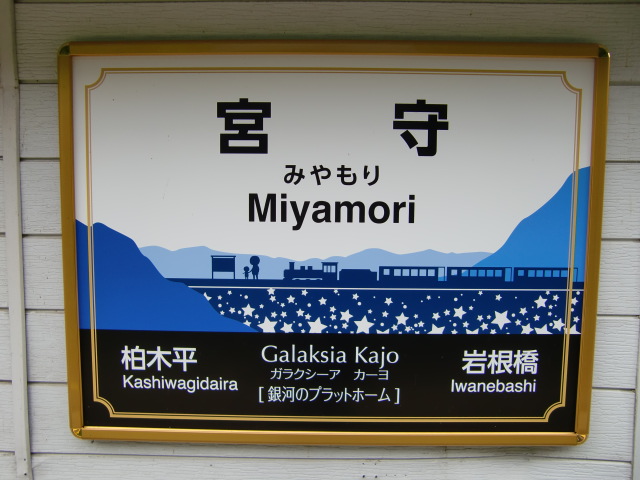 宮守
みやもり
Miyamori
柏木平
Kashiwagidaira
Galaksia Kajo
ガラクシーア カーヨ
[銀河のプラットホーム]
岩根橋
Iwanebashi